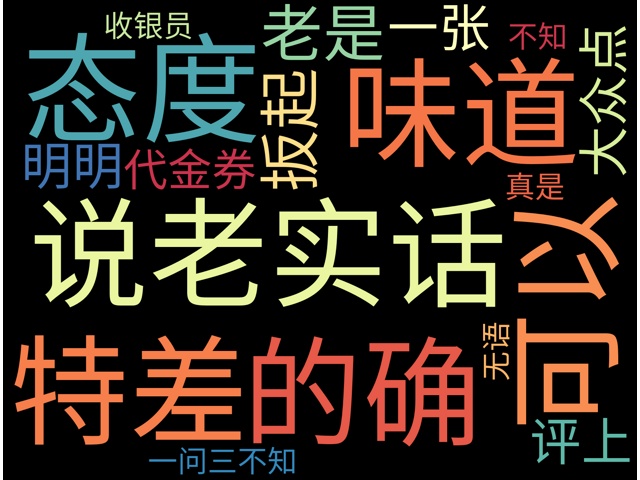 收银员
老是
一张
不知
大众点
态度
扳起
味道
明明
代金券
真是
说老实话
可以
特差
的确
无语
评上
一问三不知